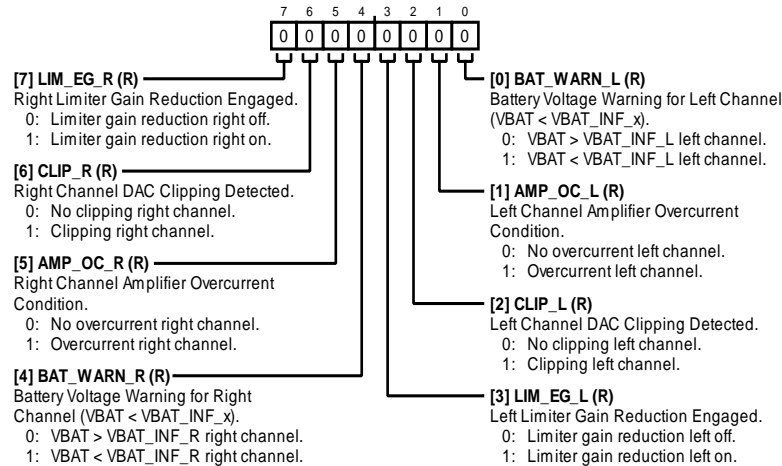 7 6 5 4 3 2 1 0
0 0 0 0 0 0 0 0
[7] LIM_EG_R (R)
Right Limiter Gain Reduction Engaged.
0: Limiter gain reduction right off.
1: Limiter gain reduction right on.
[6] CLIP_R (R)
Right Channel DAC Clipping Detected.
0: No clipping right channel.
1: Clipping right channel.
[5] AMP_OC_R (R)
Right Channel Amplifier Overcurrent
Condition.
0: No overcurrent right channel.
1: Overcurrent right channel.
[4] BAT_WARN_R (R)
Battery Voltage Warning for Right
Channel (VBAT < VBAT_INF_x).
0: VBAT > VBAT_INF_R right channel.
1: VBAT < VBAT_INF_R right channel.
[0] BAT_WARN_L (R)
Battery Voltage Warning for Left Channel
(VBAT < VBAT_INF_x).
0: VBAT > VBAT_INF_L left channel.
1: VBAT < VBAT_INF_L left channel.
[1] AMP_OC_L (R)
Left Channel Amplifier Overcurrent
Condition.
0: No overcurrent left channel.
1: Overcurrent left channel.
[2] CLIP_L (R)
Left Channel DAC Clipping Detected.
0: No clipping left channel.
1: Clipping left channel.
[3] LIM_EG_L (R)
Left Limiter Gain Reduction Engaged.
0: Limiter gain reduction left off.
1: Limiter gain reduction left on.